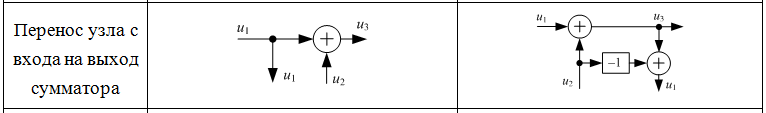 Перенос узла с
входа на выход
сумматора
u₁
+
u₃
u₁
u₂
u₁
+
u₃
u₂
−1
+
u₁